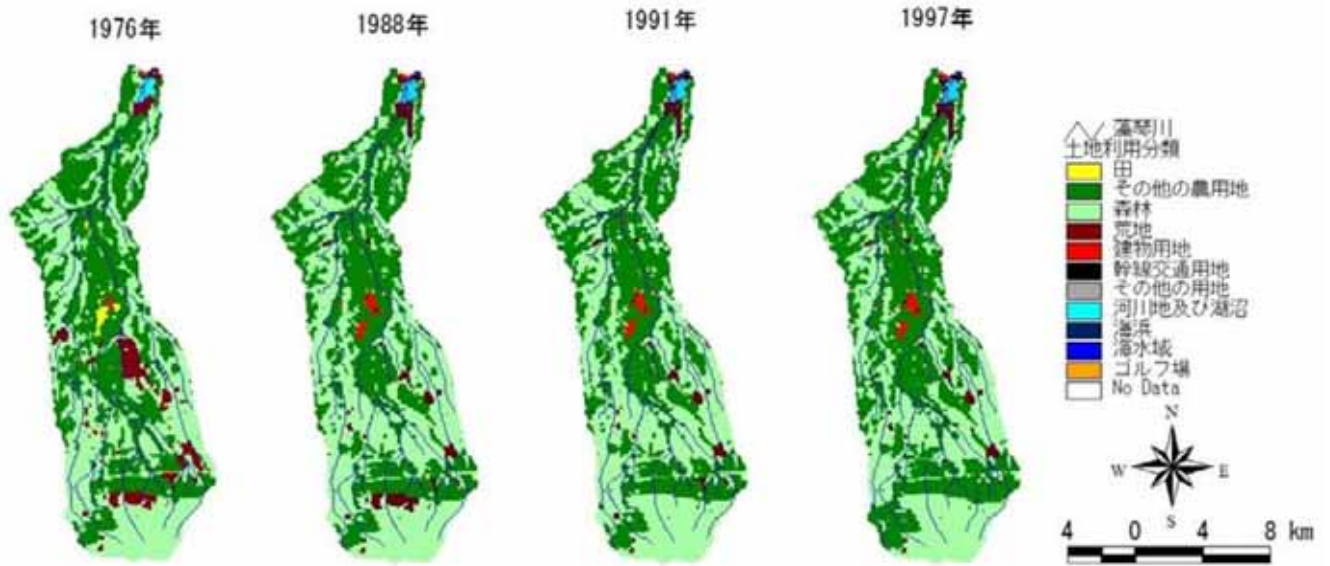 1976年
1988年
1991年
1997年
藻琴川
土地利用分類
田
その他の農用地
森林
荒地
建物用地
幹線交通用地
その他の用地
河川地及び湖沼
海浜
海水域
ゴルフ場
No Data
N
W E
S
4 0 4 8 km